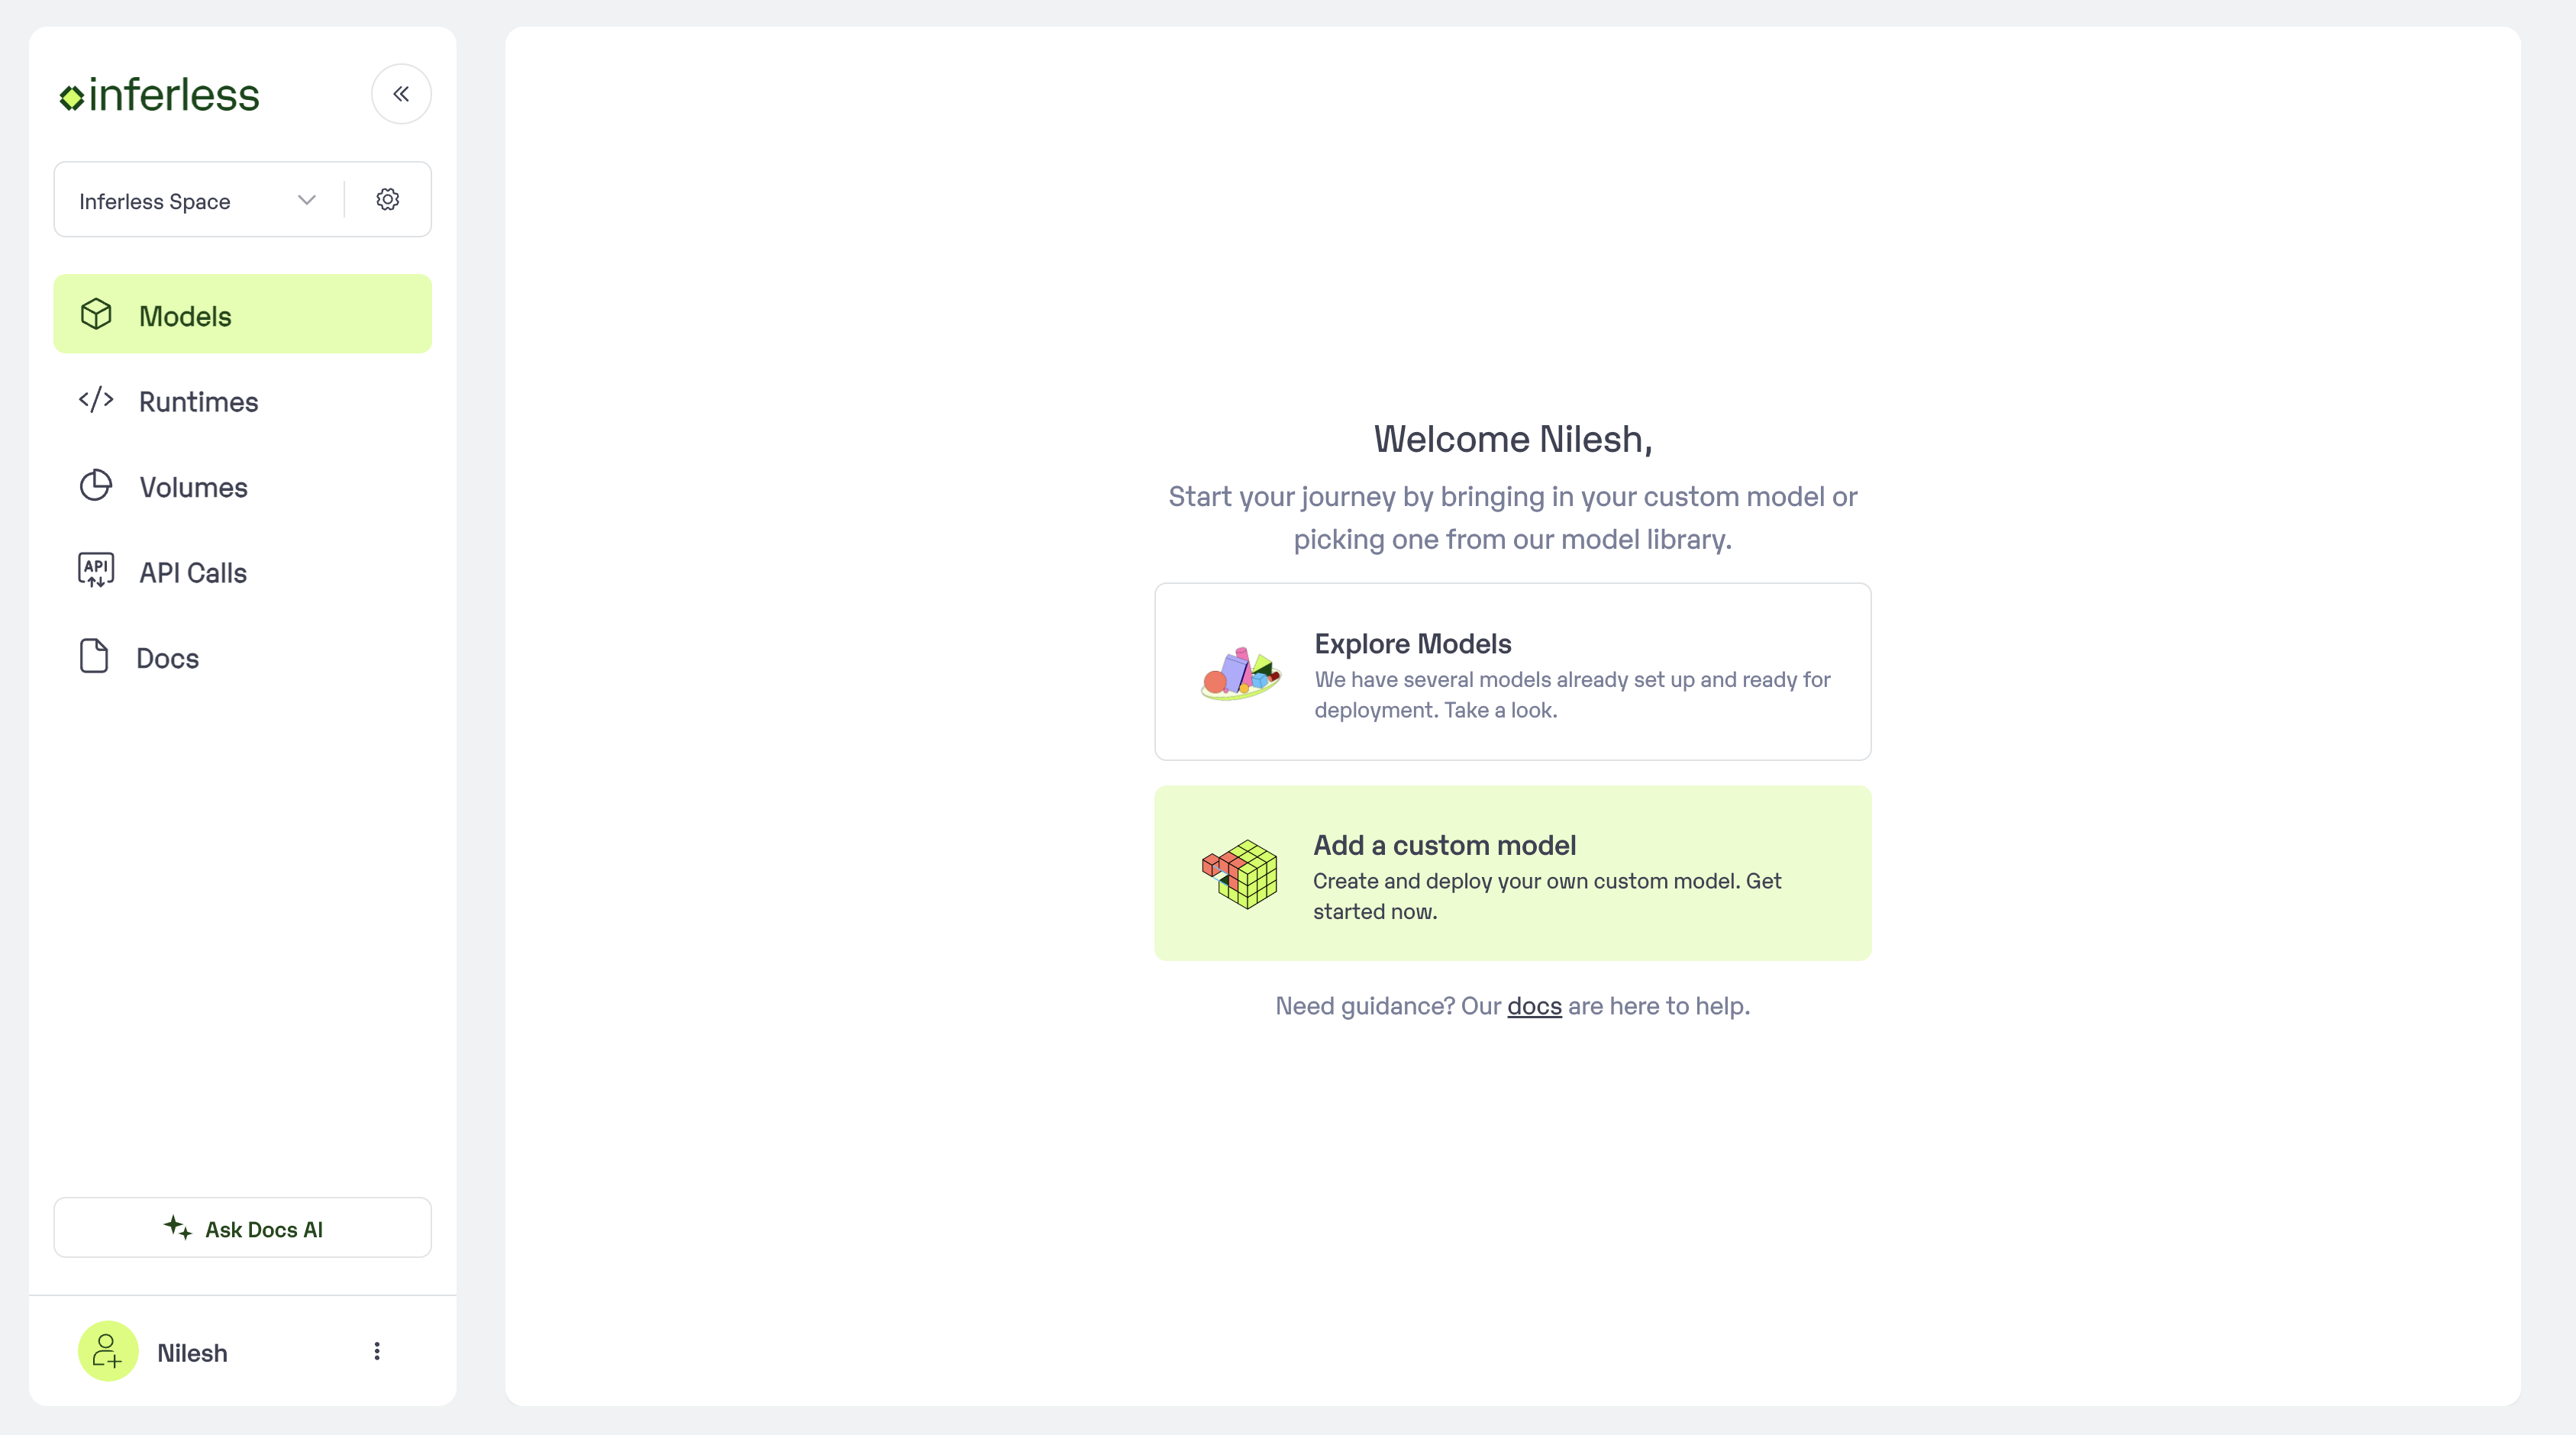 inferless
Inferless Space
Models
Runtimes
Volumes
API
API Calls
Docs
Ask Docs AI
Nilesh
Welcome Nilesh,
Start your journey by bringing in your custom model or
picking one from our model library.
Explore Models
We have several models already set up and ready for
deployment. Take a look.
Add a custom model
Create and deploy your own custom model. Get
started now.
Need guidance? Our docs are here to help.